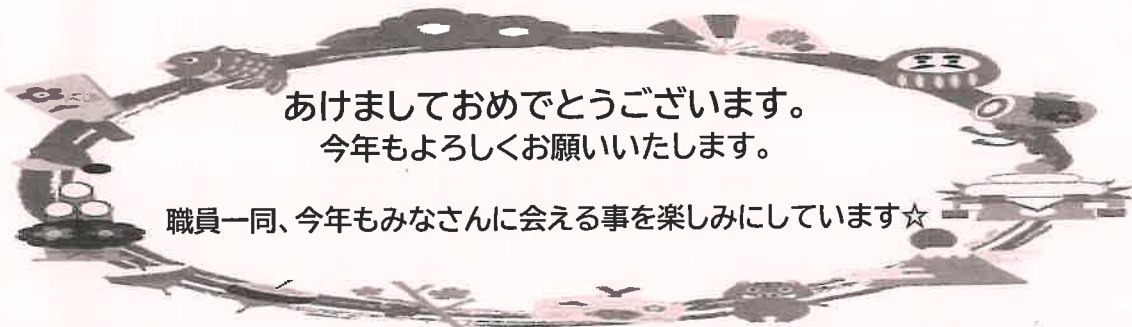 あけましておめでとうございます。
今年もよろしくお願いいたします。
職員一同、今年もみなさんに会える事を楽しみにしています☆